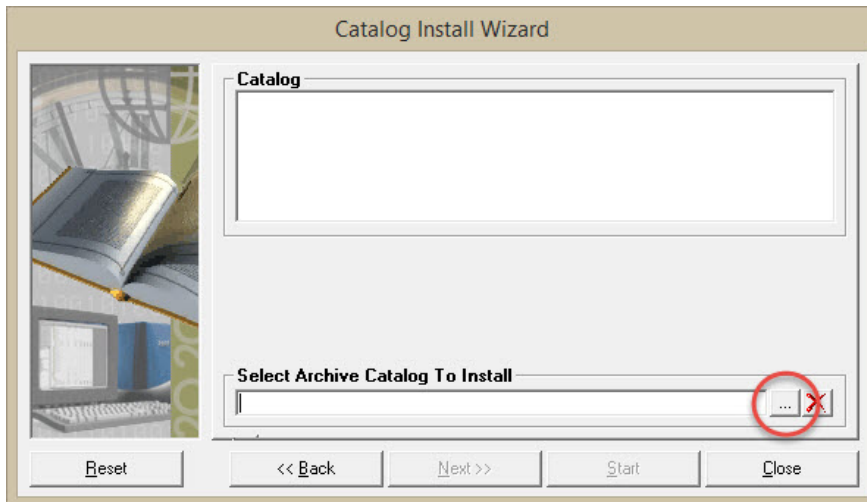 Catalog Install Wizard
Catalog
Select Archive Catalog To Install
...
Reset
<< Back
Next >>
Start
Close